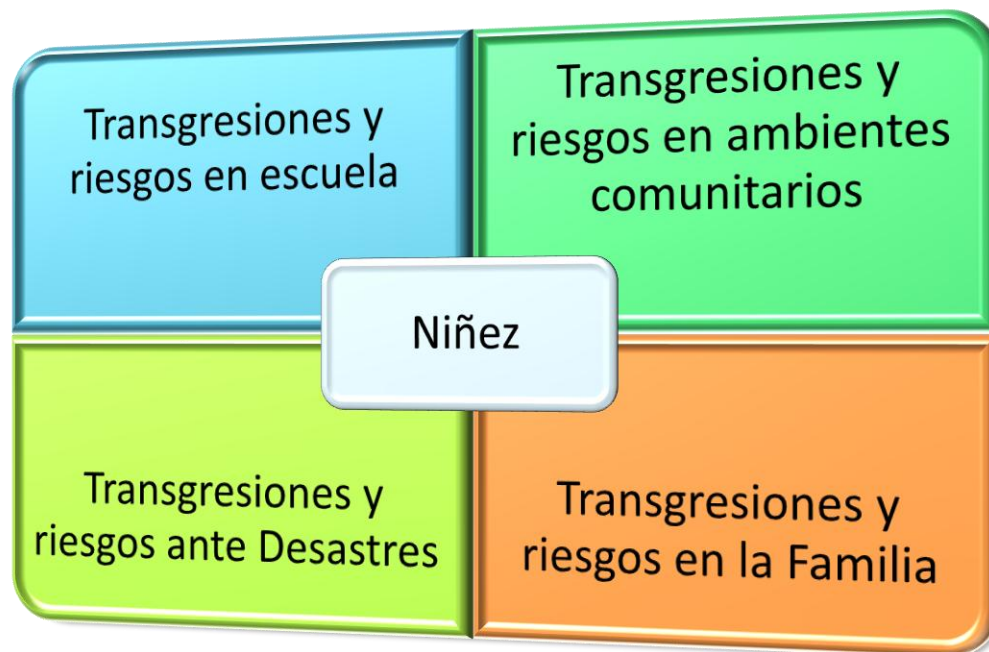 Transgresiones y
riesgos en escuela
Transgresiones y
riesgos en ambientes
comunitarios
Niñez
Transgresiones y
riesgos ante Desastres
Transgresiones y
riesgos en la Familia